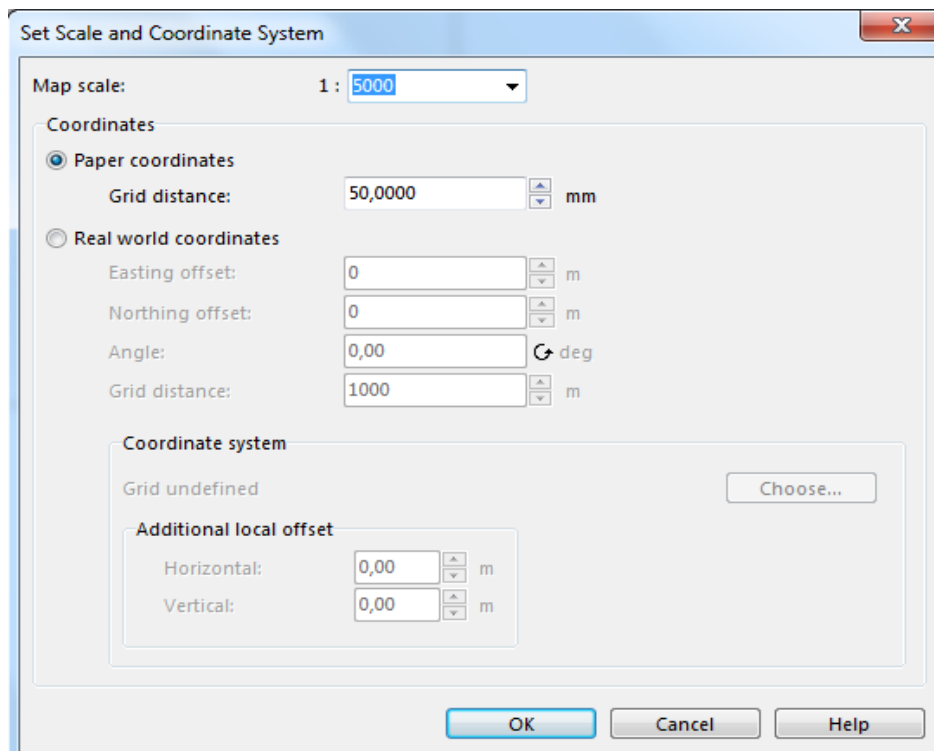 Set Scale and Coordinate System
Map scale: 1 : 5000
Coordinates
Paper coordinates
Grid distance: 50,0000 mm
Real world coordinates
Easting offset: 0 m
Northing offset: 0 m
Angle: 0,00 deg
Grid distance: 1000 m
Coordinate system
Grid undefined Choose...
Additional local offset
Horizontal: 0,00 m
Vertical: 0,00 m
OK Cancel Help